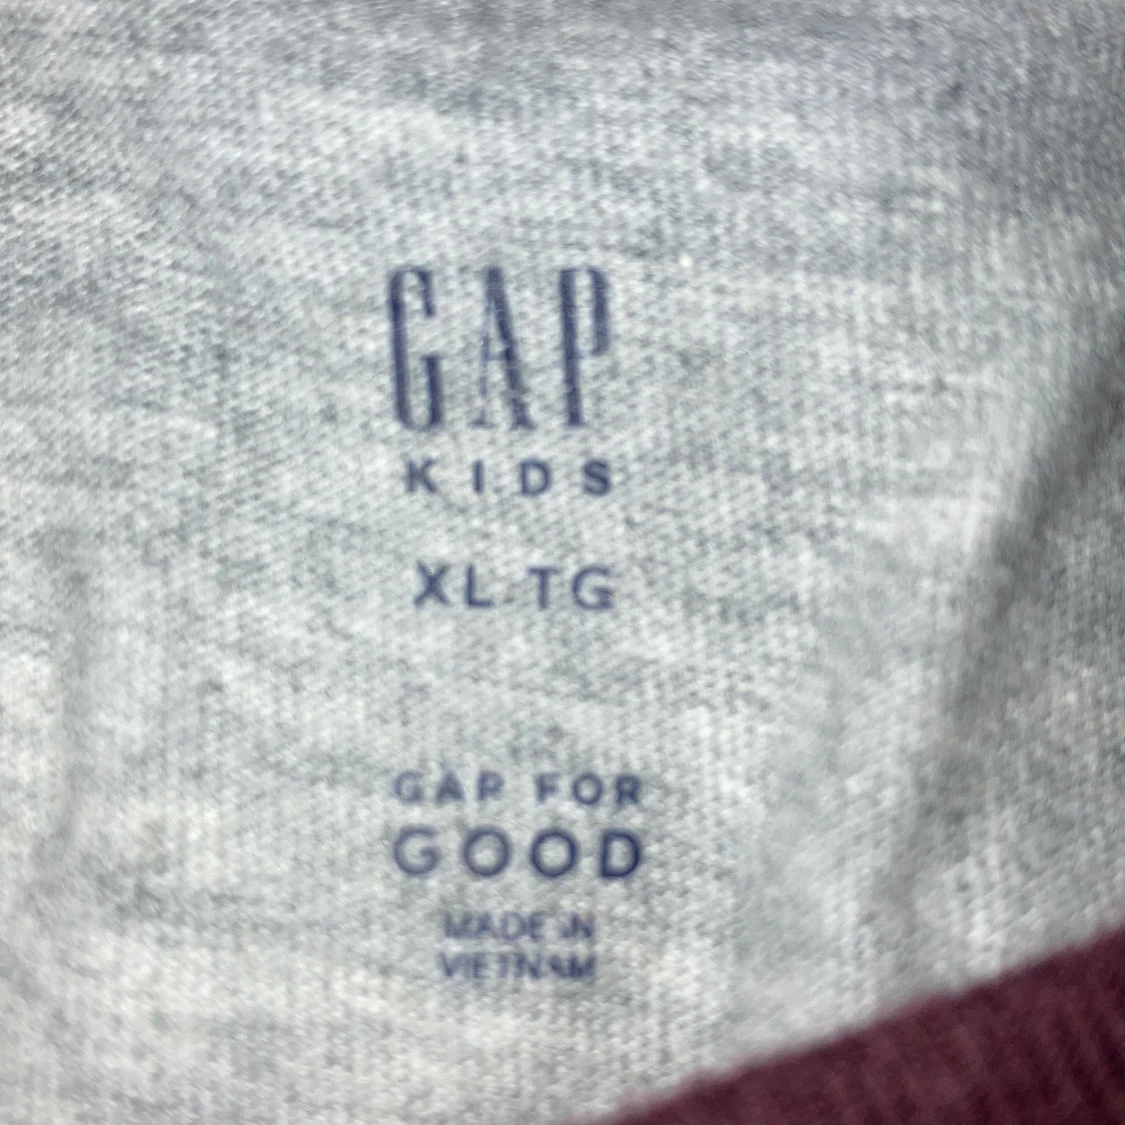 GAP
KIDS
XL TG
GAP FOR
GOOD
MADE IN
VIETNAM